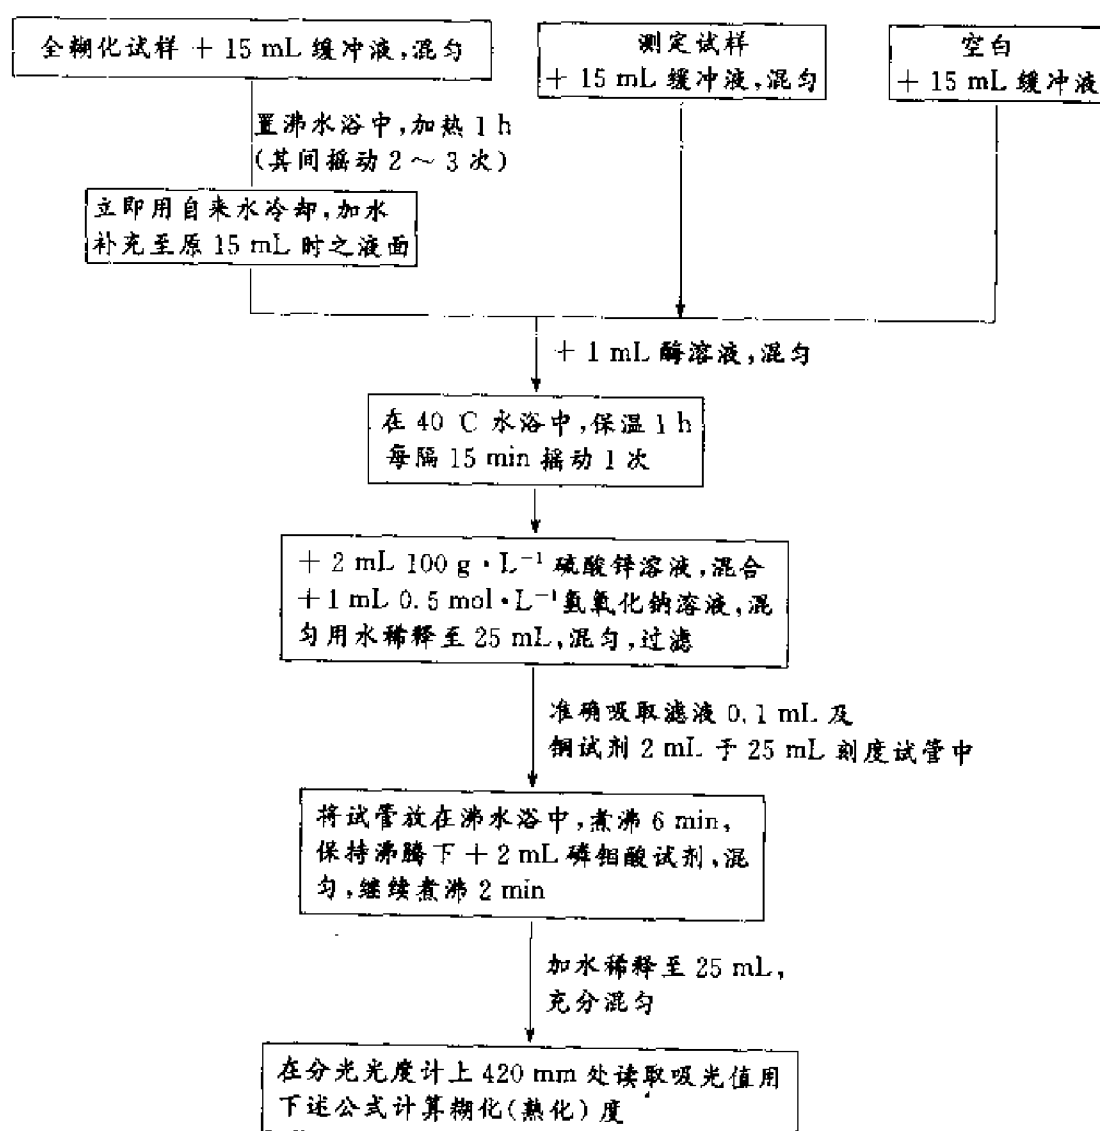 全糊化试样 + 15 mL 缓冲液,混匀
测定试样
+ 15 mL 缓冲液,混匀
空白
+ 15 mL 缓冲液
置沸水浴中,加热 1 h
(其间摇动 2～3 次)
立即用自来水冷却,加水
补充至原 15 mL 时之液面
+ 1 mL 酶溶液,混匀
在 40 ℃ 水浴中,保温 1 h
每隔 15 min 摇动 1 次
+ 2 mL 100 g·L⁻¹ 硫酸锌溶液,混合
+ 1 mL 0.5 mol·L⁻¹ 氢氧化钠溶液,混
匀用水稀释至 25 mL,混匀,过滤
准确吸取滤液 0.1 mL 及
铜试剂 2 mL 于 25 mL 刻度试管中
将试管放在沸水浴中,煮沸 6 min,
保持沸腾下 + 2 mL 磷钼酸试剂,混
匀,继续煮沸 2 min
加水稀释至 25 mL,
充分混匀
在分光光度计上 420 mm 处读取吸光值用
下述公式计算糊化(熟化)度